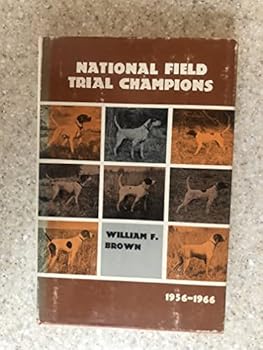 NATIONAL FIELD
TRIAL CHAMPIONS
WILLIAM F.
BROWN
1956-1966